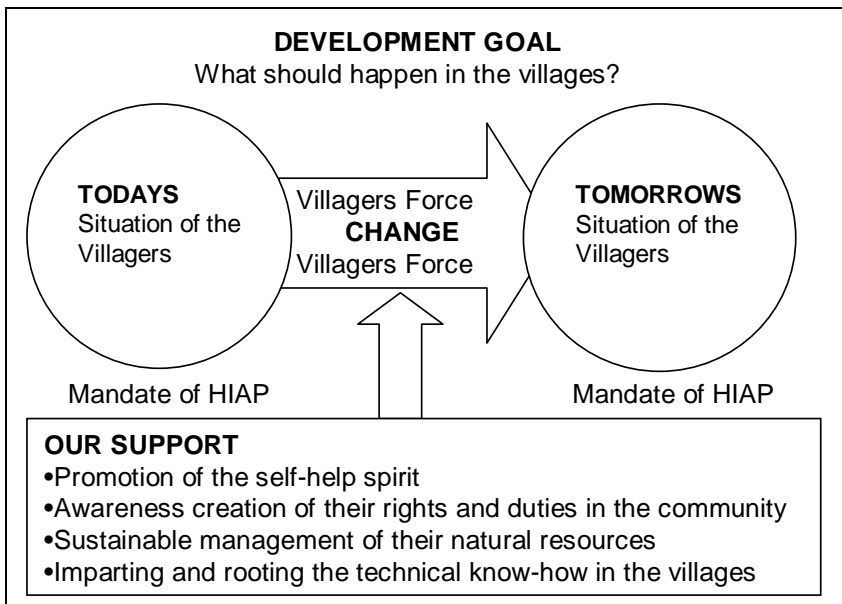 DEVELOPMENT GOAL
What should happen in the villages?
TODAYS
Situation of the
Villagers
Villagers Force
CHANGE
Villagers Force
TOMORROWS
Situation of the
Villagers
Mandate of HIAP
Mandate of HIAP
OUR SUPPORT
•Promotion of the self-help spirit
•Awareness creation of their rights and duties in the community
•Sustainable management of their natural resources
•Imparting and rooting the technical know-how in the villages